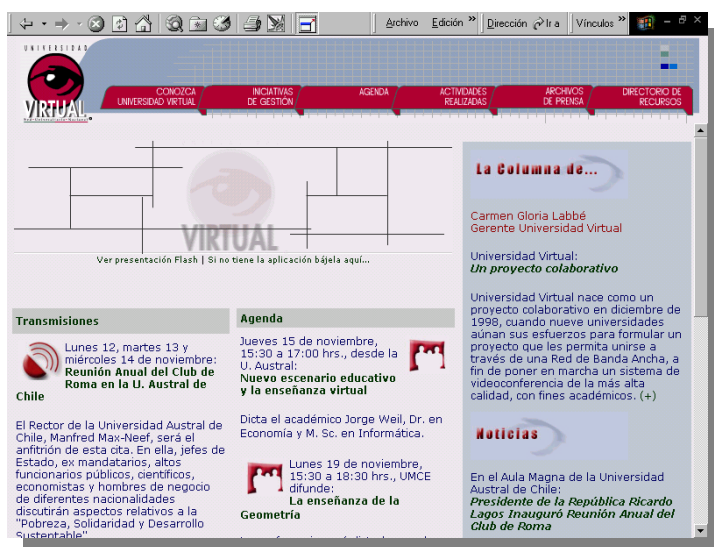 Archivo Edición » Dirección Ir a Vínculos »
UNIVERSIDAD
VIRTUAL
CONOZCA
UNIVERSIDAD VIRTUAL
INICIATIVAS
DE GESTIÓN
AGENDA
ACTIVIDADES
REALIZADAS
ARCHIVOS
DE PRENSA
DIRECTORIO DE
RECURSOS
VIRTUAL
Ver presentación Flash | Si no tiene la aplicación bájela aquí...
Transmisiones
Lunes 12, martes 13 y
miércoles 14 de noviembre:
Reunión Anual del Club de
Roma en la U. Austral de
Chile
El Rector de la Universidad Austral de
Chile, Manfred Max-Neef, será el
anfitrión de esta cita. En ella, jefes de
Estado, ex mandatarios, altos
funcionarios públicos, científicos,
economistas y hombres de negocio
de diferentes nacionalidades
discutirán aspectos relativos a la
"Pobreza, Solidaridad y Desarrollo
Sustentable"
Agenda
Jueves 15 de noviembre,
15:30 a 17:00 hrs., desde la
U. Austral:
Nuevo escenario educativo
y la enseñanza virtual
Dicta el académico Jorge Weil, Dr. en
Economía y M. Sc. en Informática.
Lunes 19 de noviembre,
15:30 a 18:30 hrs., UMCE
difunde:
La enseñanza de la
Geometría
La Columna de...
Carmen Gloria Labbé
Gerente Universidad Virtual
Universidad Virtual:
Un proyecto colaborativo
Universidad Virtual nace como un
proyecto colaborativo en diciembre de
1998, cuando nueve universidades
aúnan sus esfuerzos para formular un
proyecto que les permita unirse a
través de una Red de Banda Ancha, a
fin de poner en marcha un sistema de
videoconferencia de la más alta
calidad, con fines académicos. (+)
Noticias
En el Aula Magna de la Universidad
Austral de Chile:
Presidente de la República Ricardo
Lagos Inauguró Reunión Anual del
Club de Roma